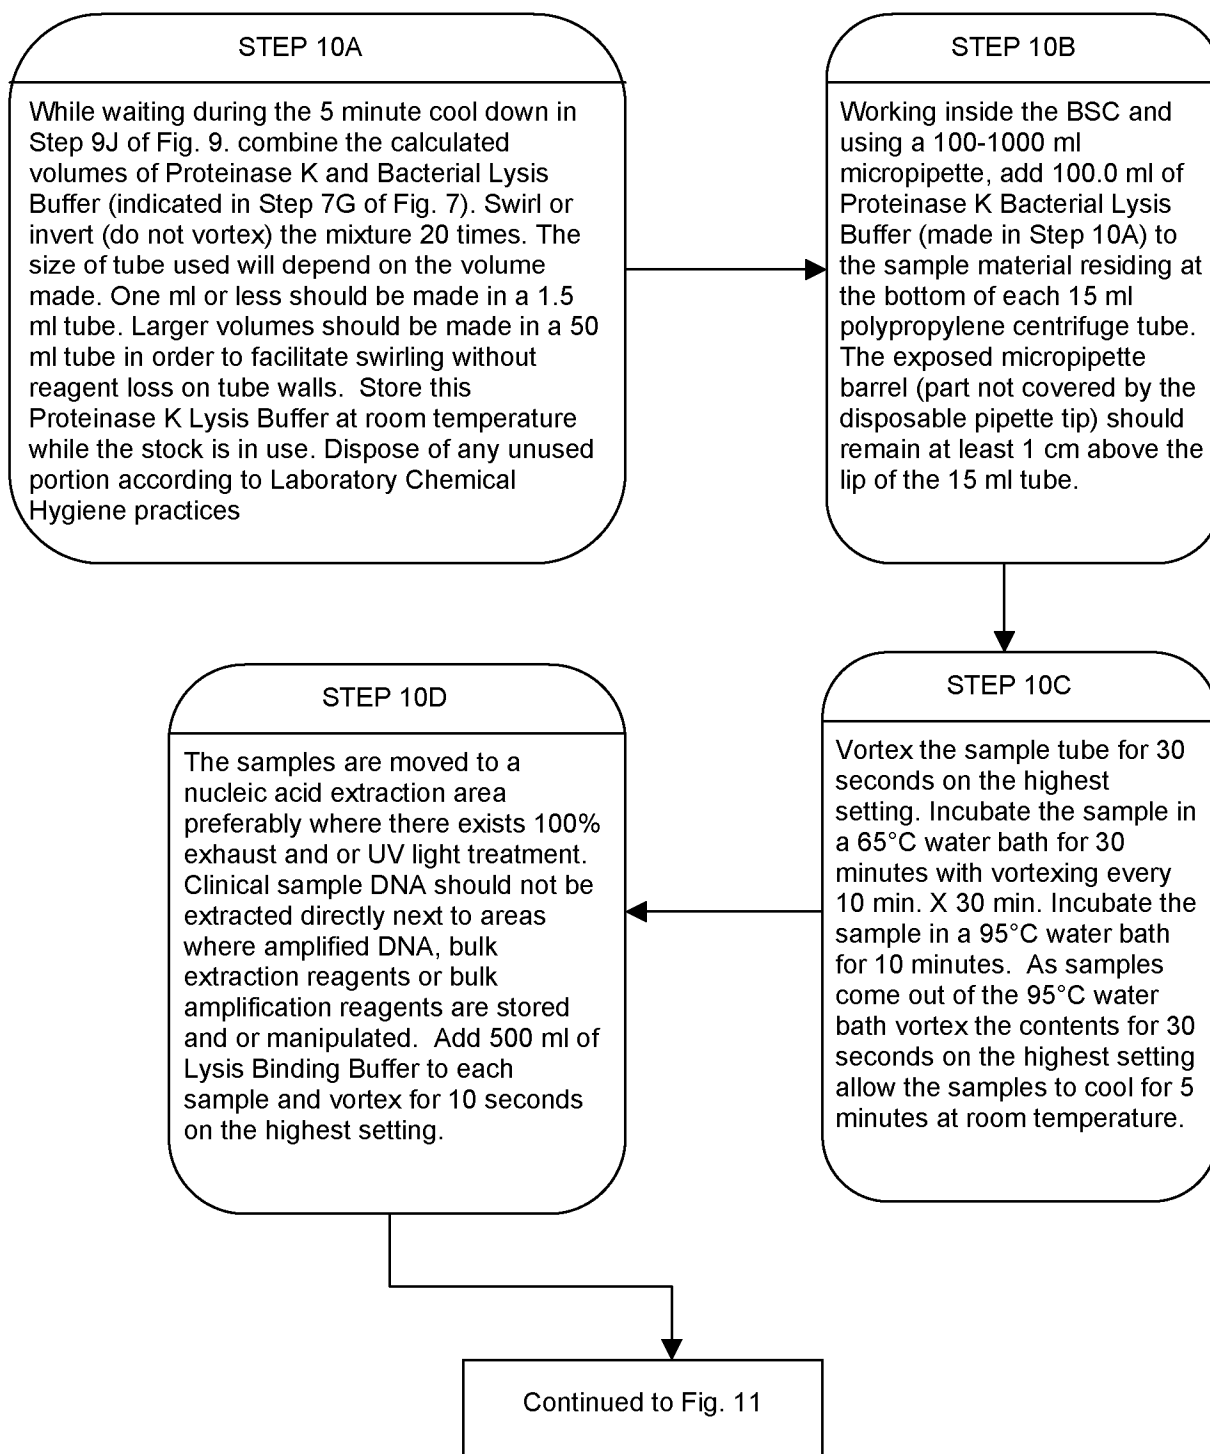 STEP 10A
While waiting during the 5 minute cool down in
Step 9J of Fig. 9. combine the calculated
volumes of Proteinase K and Bacterial Lysis
Buffer (indicated in Step 7G of Fig. 7). Swirl or
invert (do not vortex) the mixture 20 times. The
size of tube used will depend on the volume
made. One ml or less should be made in a 1.5
ml tube. Larger volumes should be made in a 50
ml tube in order to facilitate swirling without
reagent loss on tube walls.  Store this
Proteinase K Lysis Buffer at room temperature
while the stock is in use. Dispose of any unused
portion according to Laboratory Chemical
Hygiene practices
STEP 10B
Working inside the BSC and
using a 100-1000 ml
micropipette, add 100.0 ml of
Proteinase K Bacterial Lysis
Buffer (made in Step 10A) to
the sample material residing at
the bottom of each 15 ml
polypropylene centrifuge tube.
The exposed micropipette
barrel (part not covered by the
disposable pipette tip) should
remain at least 1 cm above the
lip of the 15 ml tube.
STEP 10C
Vortex the sample tube for 30
seconds on the highest
setting. Incubate the sample in
a 65°C water bath for 30
minutes with vortexing every
10 min. X 30 min. Incubate the
sample in a 95°C water bath
for 10 minutes.  As samples
come out of the 95°C water
bath vortex the contents for 30
seconds on the highest setting
allow the samples to cool for 5
minutes at room temperature.
STEP 10D
The samples are moved to a
nucleic acid extraction area
preferably where there exists 100%
exhaust and or UV light treatment.
Clinical sample DNA should not be
extracted directly next to areas
where amplified DNA, bulk
extraction reagents or bulk
amplification reagents are stored
and or manipulated.  Add 500 ml of
Lysis Binding Buffer to each
sample and vortex for 10 seconds
on the highest setting.
Continued to Fig. 11